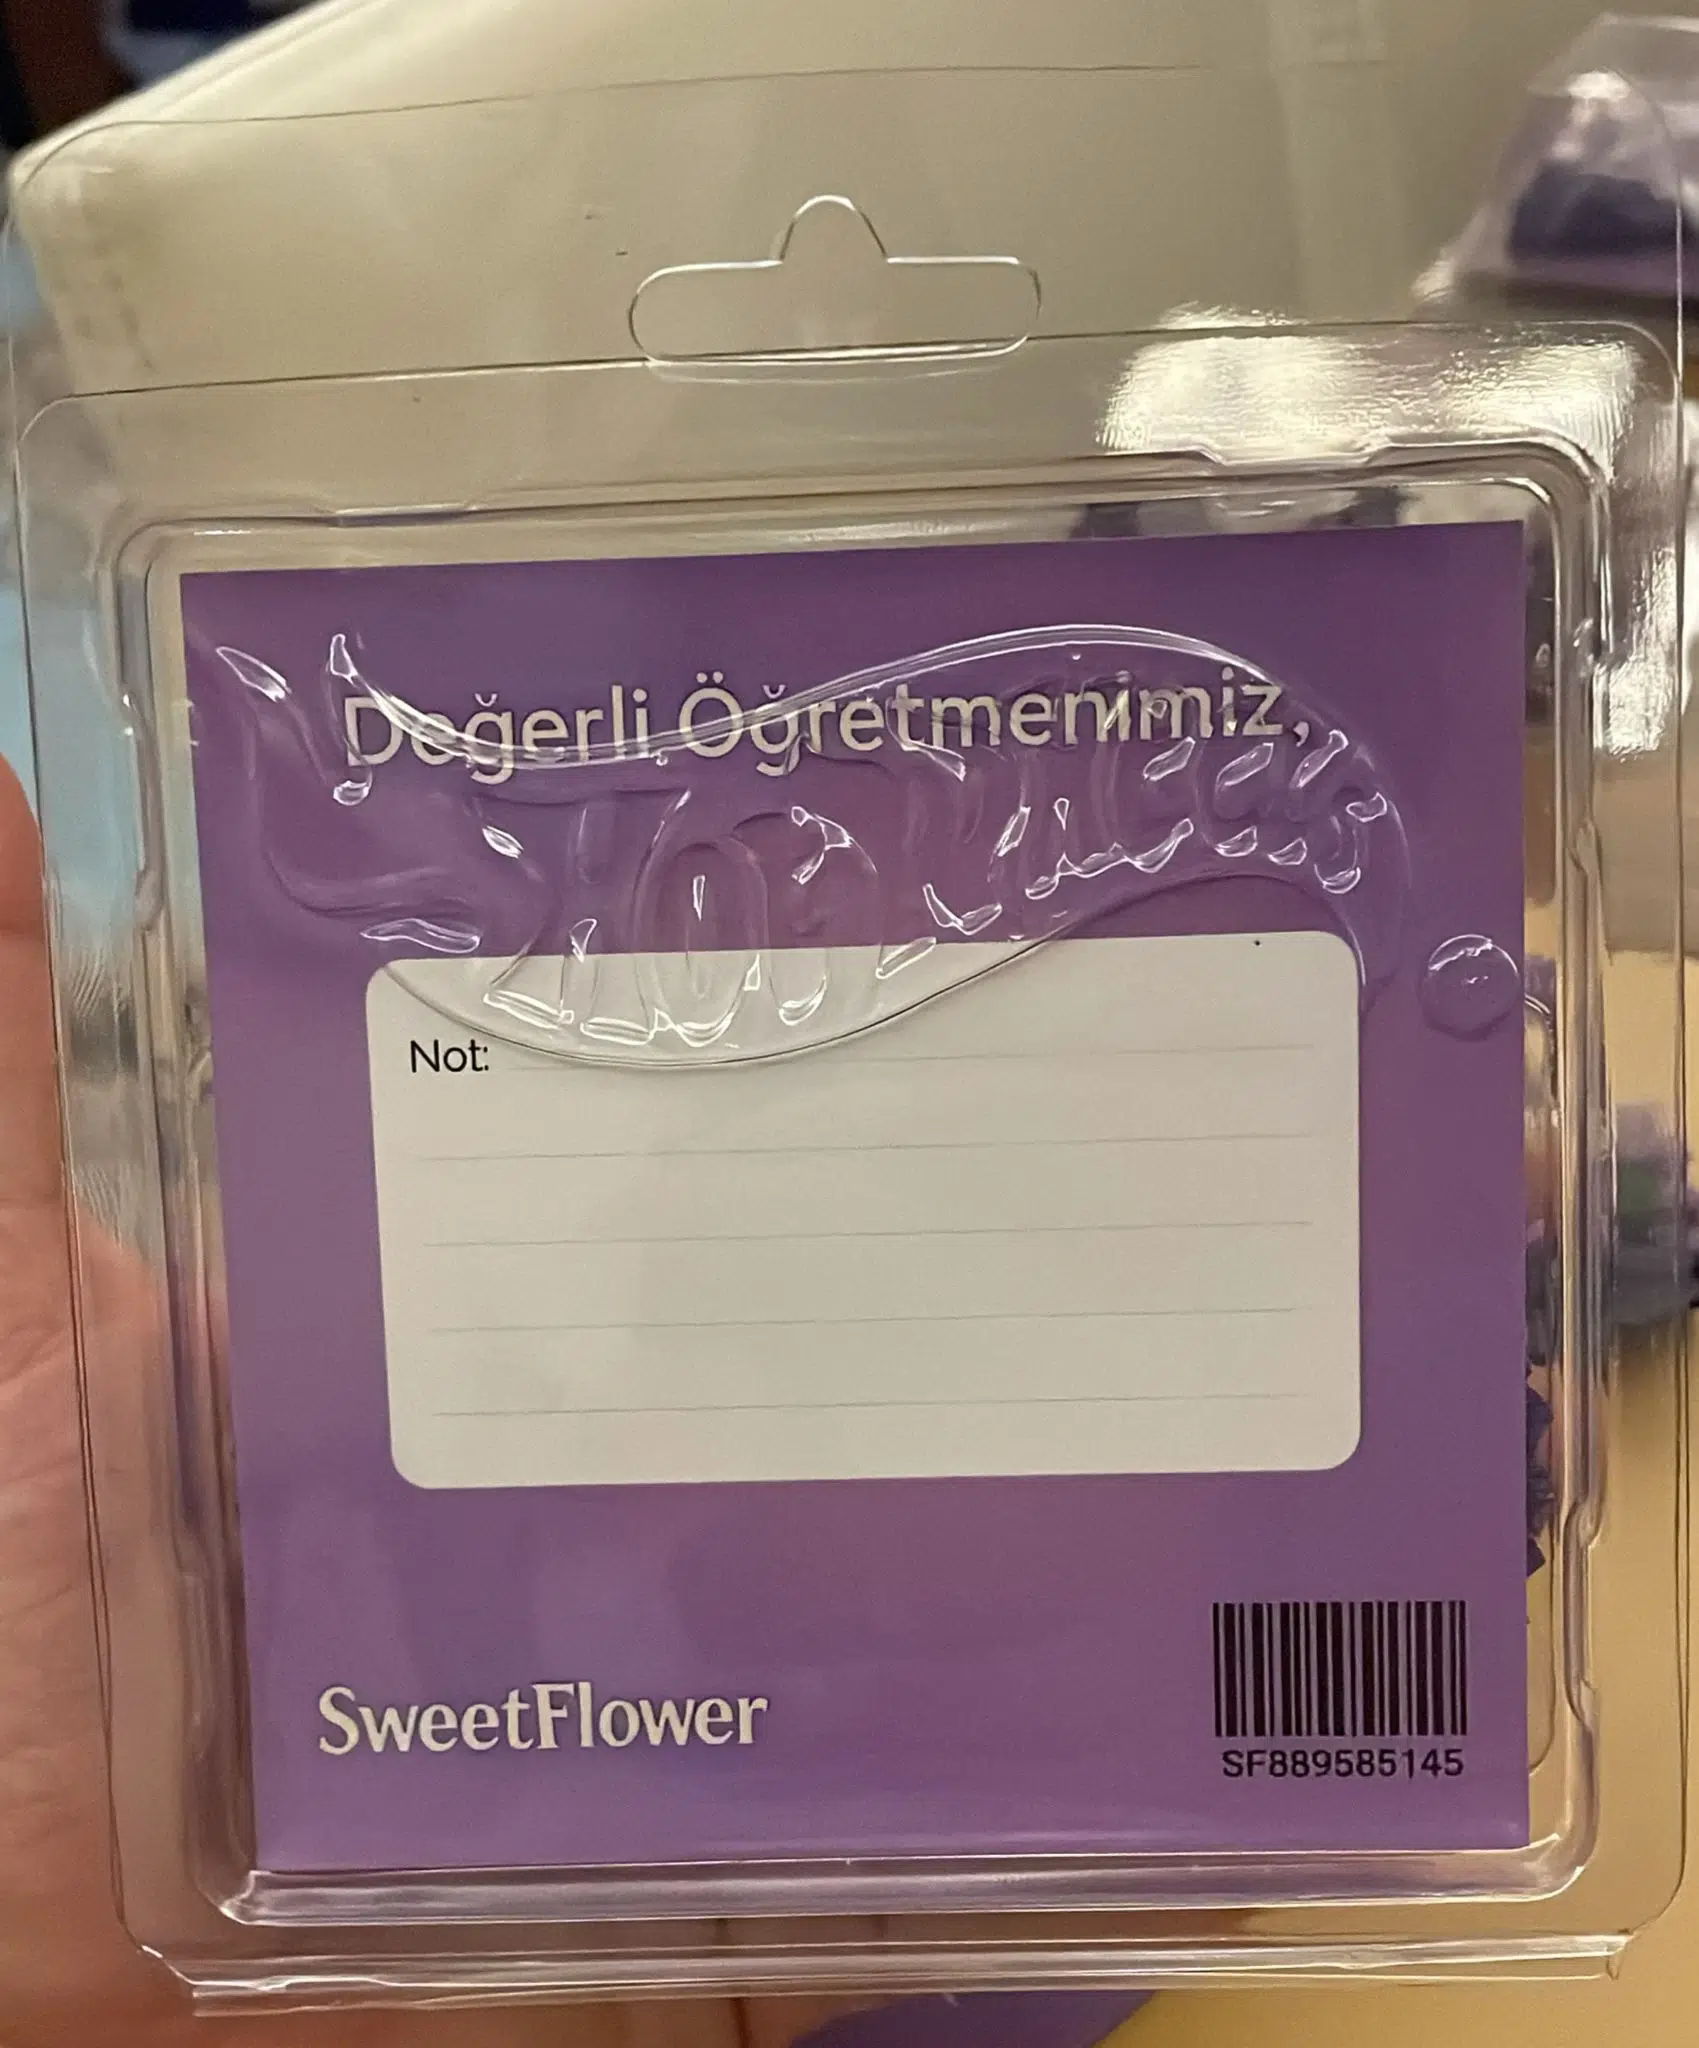 Değerli Öğretmenimiz,
Not:
SweetFlower
SF889585145